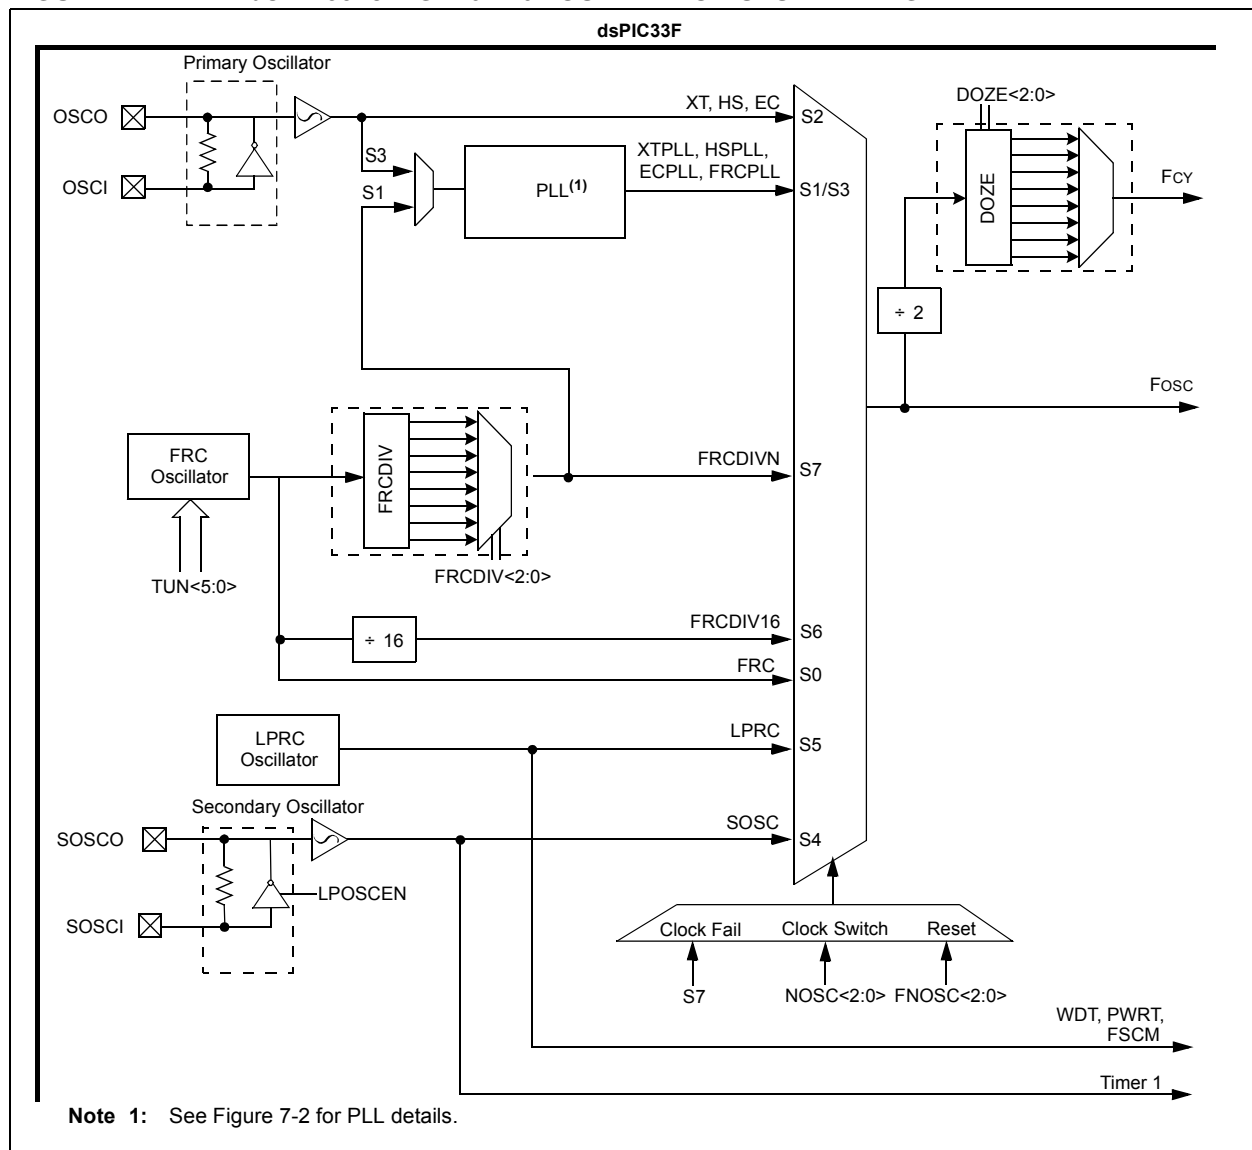 dsPIC33F
Primary Oscillator
OSCO
OSCI
XT, HS, EC
S2
S3
S1
PLL(1)
XTPLL, HSPLL,
ECPLL, FRCPLL
S1/S3
DOZE<2:0>
DOZE
FCY
÷ 2
FOSC
FRC
Oscillator
TUN<5:0>
FRCDIV
FRCDIV<2:0>
FRCDIVN
S7
÷ 16
FRCDIV16
S6
FRC
S0
LPRC
Oscillator
LPRC
S5
Secondary Oscillator
SOSCO
SOSCI
LPOSCEN
SOSC
S4
Clock Fail
Clock Switch
Reset
S7
NOSC<2:0>
FNOSC<2:0>
WDT, PWRT,
FSCM
Timer 1
Note 1: See Figure 7-2 for PLL details.